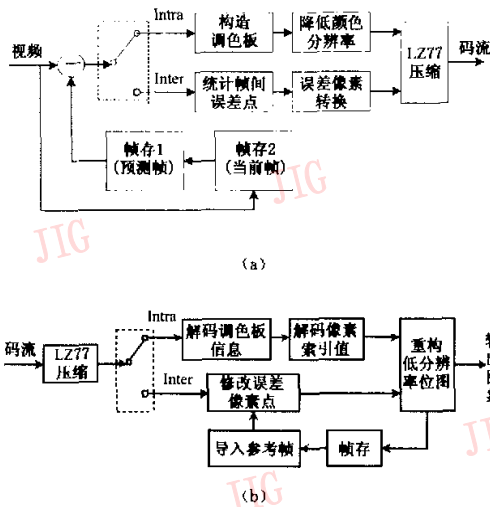 Intra
构造
调色板
降低颜色
分辨率
LZ77
压缩
码流
视频
Inter
统计帧间
误差点
误差像素
转换
帧存1
(预测帧)
帧存2
(当前帧)
JIG
JIG
(a)
Intra
码流
LZ77
压缩
解码调色板
信息
解码像素
索引值
重构
低分辨
率位图
Inter
修改误差
像素点
导入参考帧
帧存
JIG
(b)